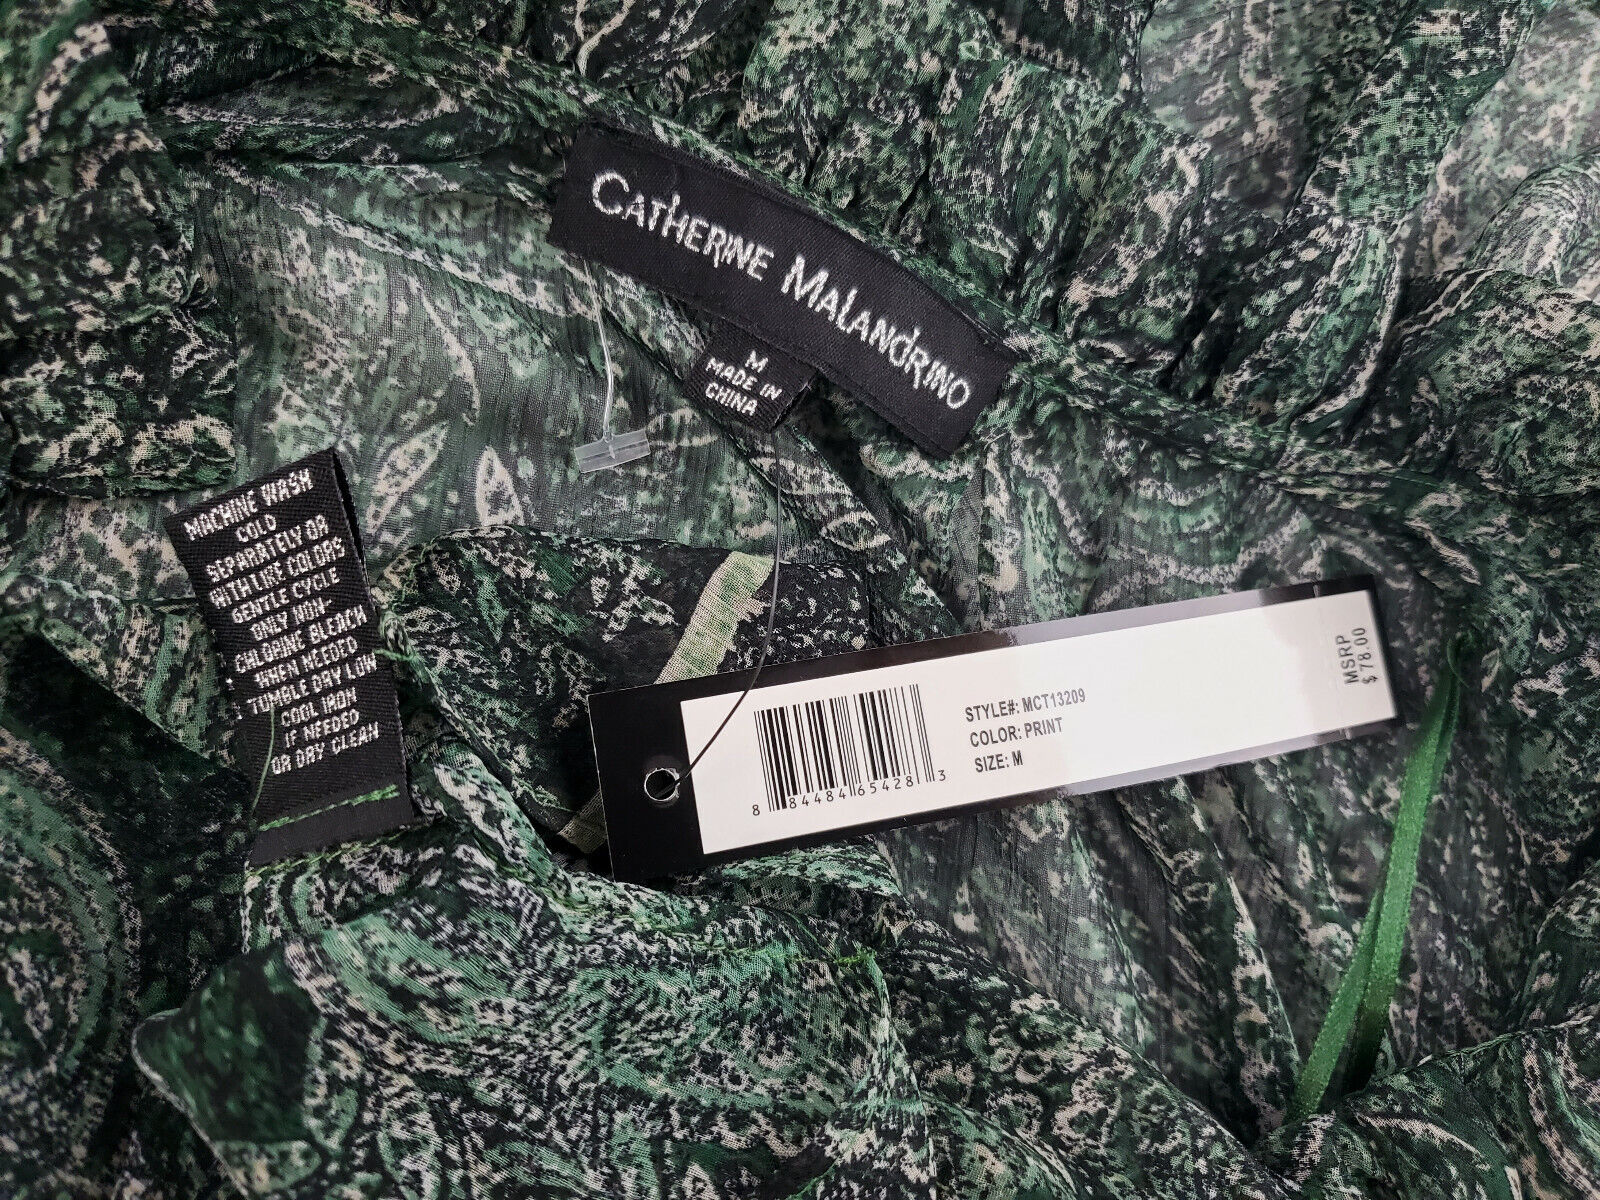 CATHERINE MALANDRINO
M
MADE IN
CHINA
MACHINE WASH
COLD
SEPARATELY OR
WITH LIKE COLORS
GENTLE CYCLE
ONLY NON-
CHLORINE BLEACH
WHEN NEEDED
TUMBLE DRY LOW
COOL IRON
IF NEEDED
OR DRY CLEAN
STYLE#: MCT13209
COLOR: PRINT
SIZE: M
8 84484 65428 3
MSRP
$ 78.00